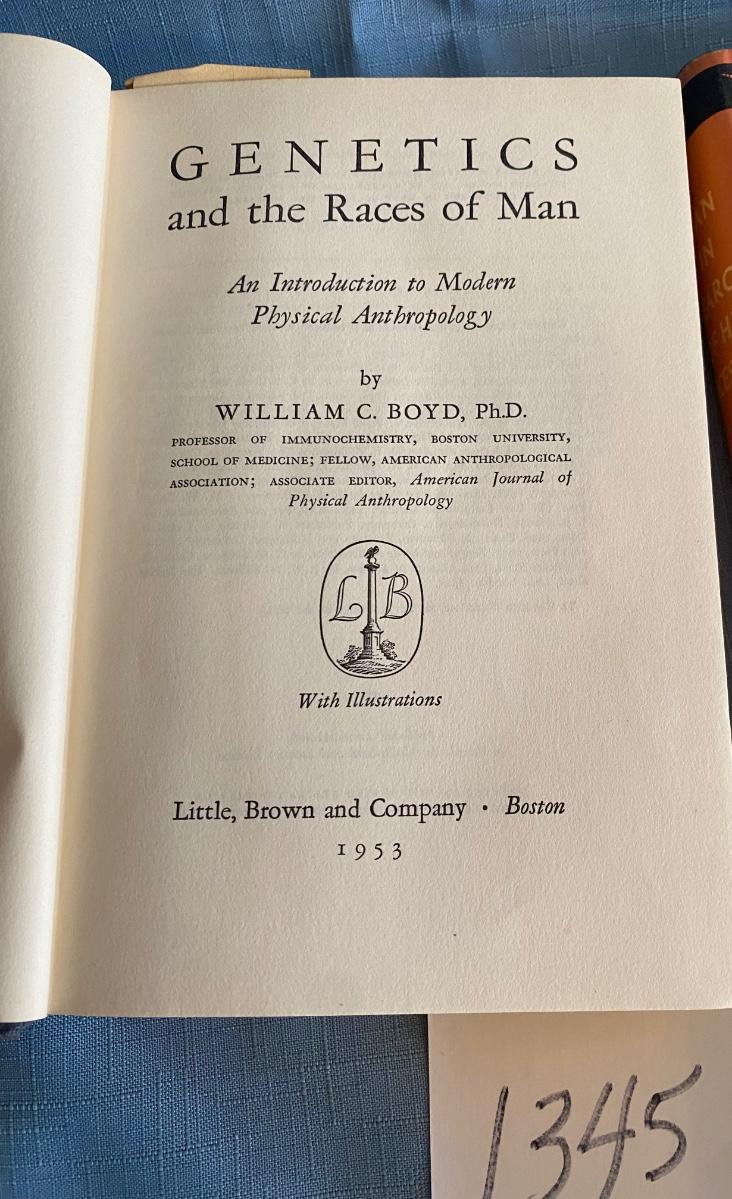 GENETICS
and the Races of Man
An Introduction to Modern
Physical Anthropology
by
WILLIAM C. BOYD, Ph.D.
PROFESSOR OF IMMUNOCHEMISTRY, BOSTON UNIVERSITY,
SCHOOL OF MEDICINE; FELLOW, AMERICAN ANTHROPOLOGICAL
ASSOCIATION; ASSOCIATE EDITOR, American Journal of
Physical Anthropology
L B
With Illustrations
Little, Brown and Company · Boston
1953
1345